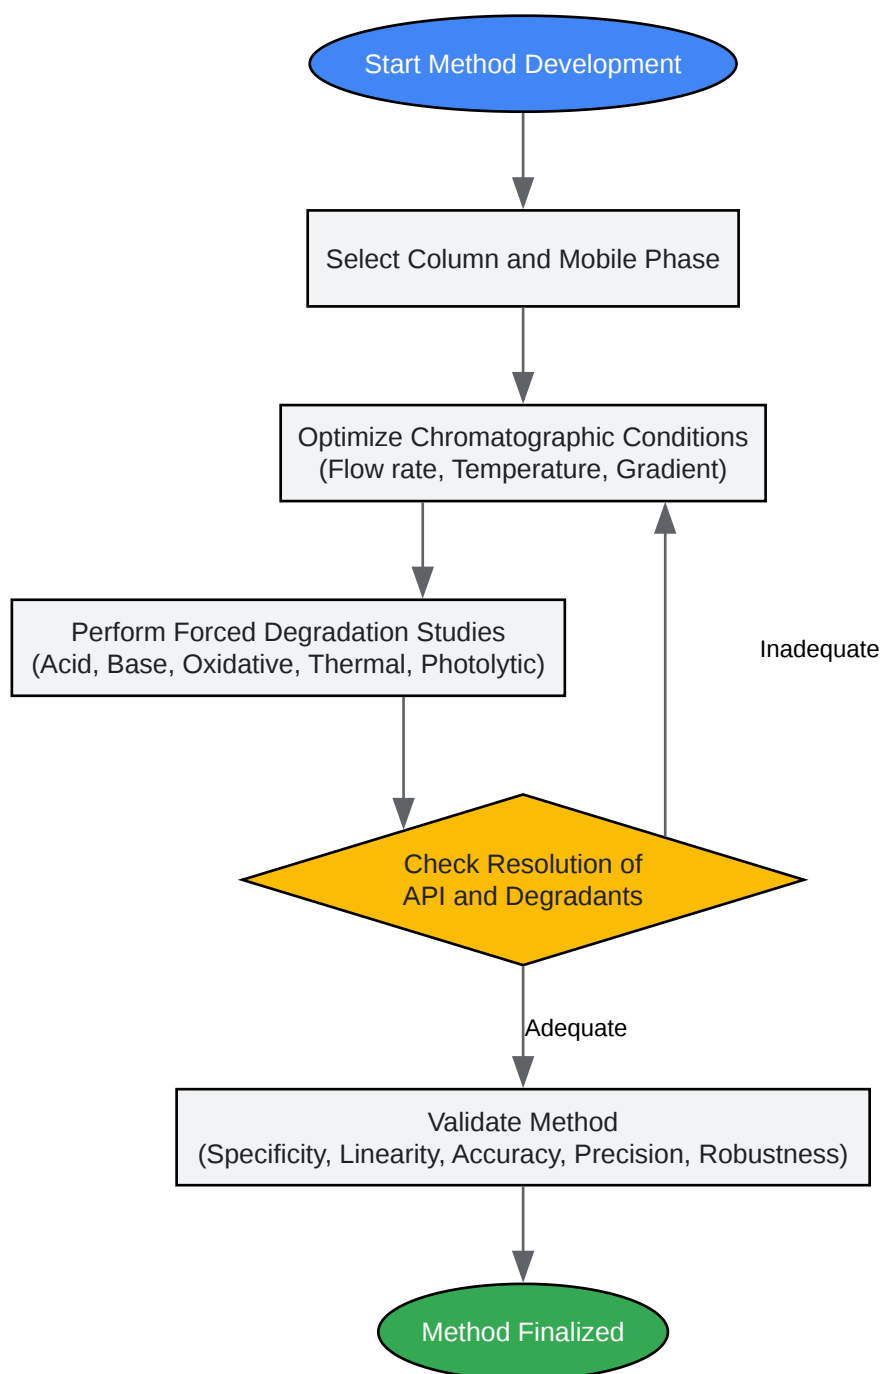 Start Method Development
Select Column and Mobile Phase
Optimize Chromatographic Conditions
(Flow rate, Temperature, Gradient)
Perform Forced Degradation Studies
(Acid, Base, Oxidative, Thermal, Photolytic)
Inadequate
Check Resolution of
API and Degradants
Adequate
Validate Method
(Specificity, Linearity, Accuracy, Precision, Robustness)
Method Finalized